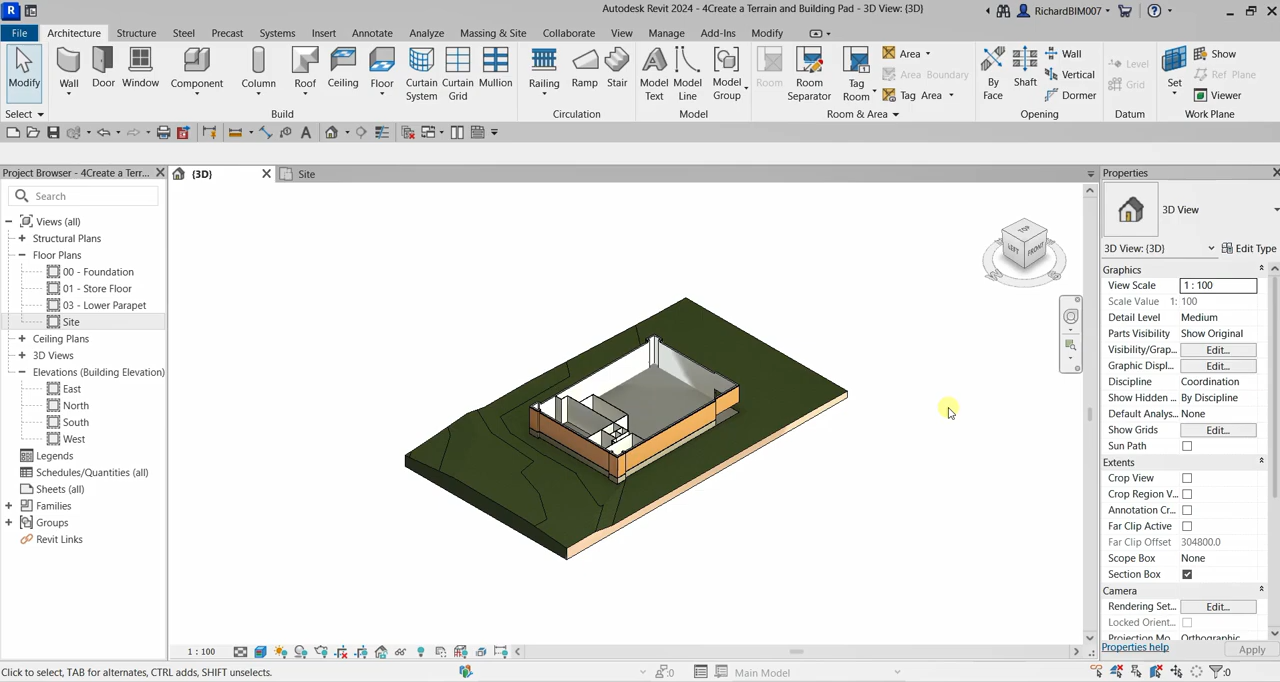 Autodesk Revit 2024 - 4Create a Terrain and Building Pad - 3D View: {3D}
RichardBIM007
File Architecture Structure Steel Precast Systems Insert Annotate Analyze Massing & Site Collaborate View Manage Add-Ins Modify
Modify Wall Door Window Component Column Roof Ceiling Floor Curtain System Curtain Grid Mullion Railing Ramp Stair Model Text Model Line Model Group Room Room Separator Tag Room Area Area Boundary Tag Area By Face Shaft Wall Vertical Dormer Level Grid Set Show Ref Plane Viewer
Select Build Circulation Model Room & Area Opening Datum Work Plane
Project Browser - 4Create a Terr...
{3D}
Site
Properties
Search
3D View
Views (all)
Structural Plans
Floor Plans
00 - Foundation
01 - Store Floor
03 - Lower Parapet
Site
Ceiling Plans
3D Views
Elevations (Building Elevation)
East
North
South
West
Legends
Schedules/Quantities (all)
Sheets (all)
Families
Groups
Revit Links
TOP
LEFT FRONT
3D View: {3D} Edit Type
Graphics
View Scale 1 : 100
Scale Value 1: 100
Detail Level Medium
Parts Visibility Show Original
Visibility/Grap... Edit...
Graphic Displ... Edit...
Discipline Coordination
Show Hidden ... By Discipline
Default Analys... None
Show Grids Edit...
Sun Path
Extents
Crop View
Crop Region V...
Annotation Cr...
Far Clip Active
Far Clip Offset 304800.0
Scope Box None
Section Box
Camera
Rendering Set... Edit...
Locked Orient...
Projection Mo... Orthographic
Properties help Apply
1 : 100
Click to select, TAB for alternates, CTRL adds, SHIFT unselects.
:0
Main Model
:0